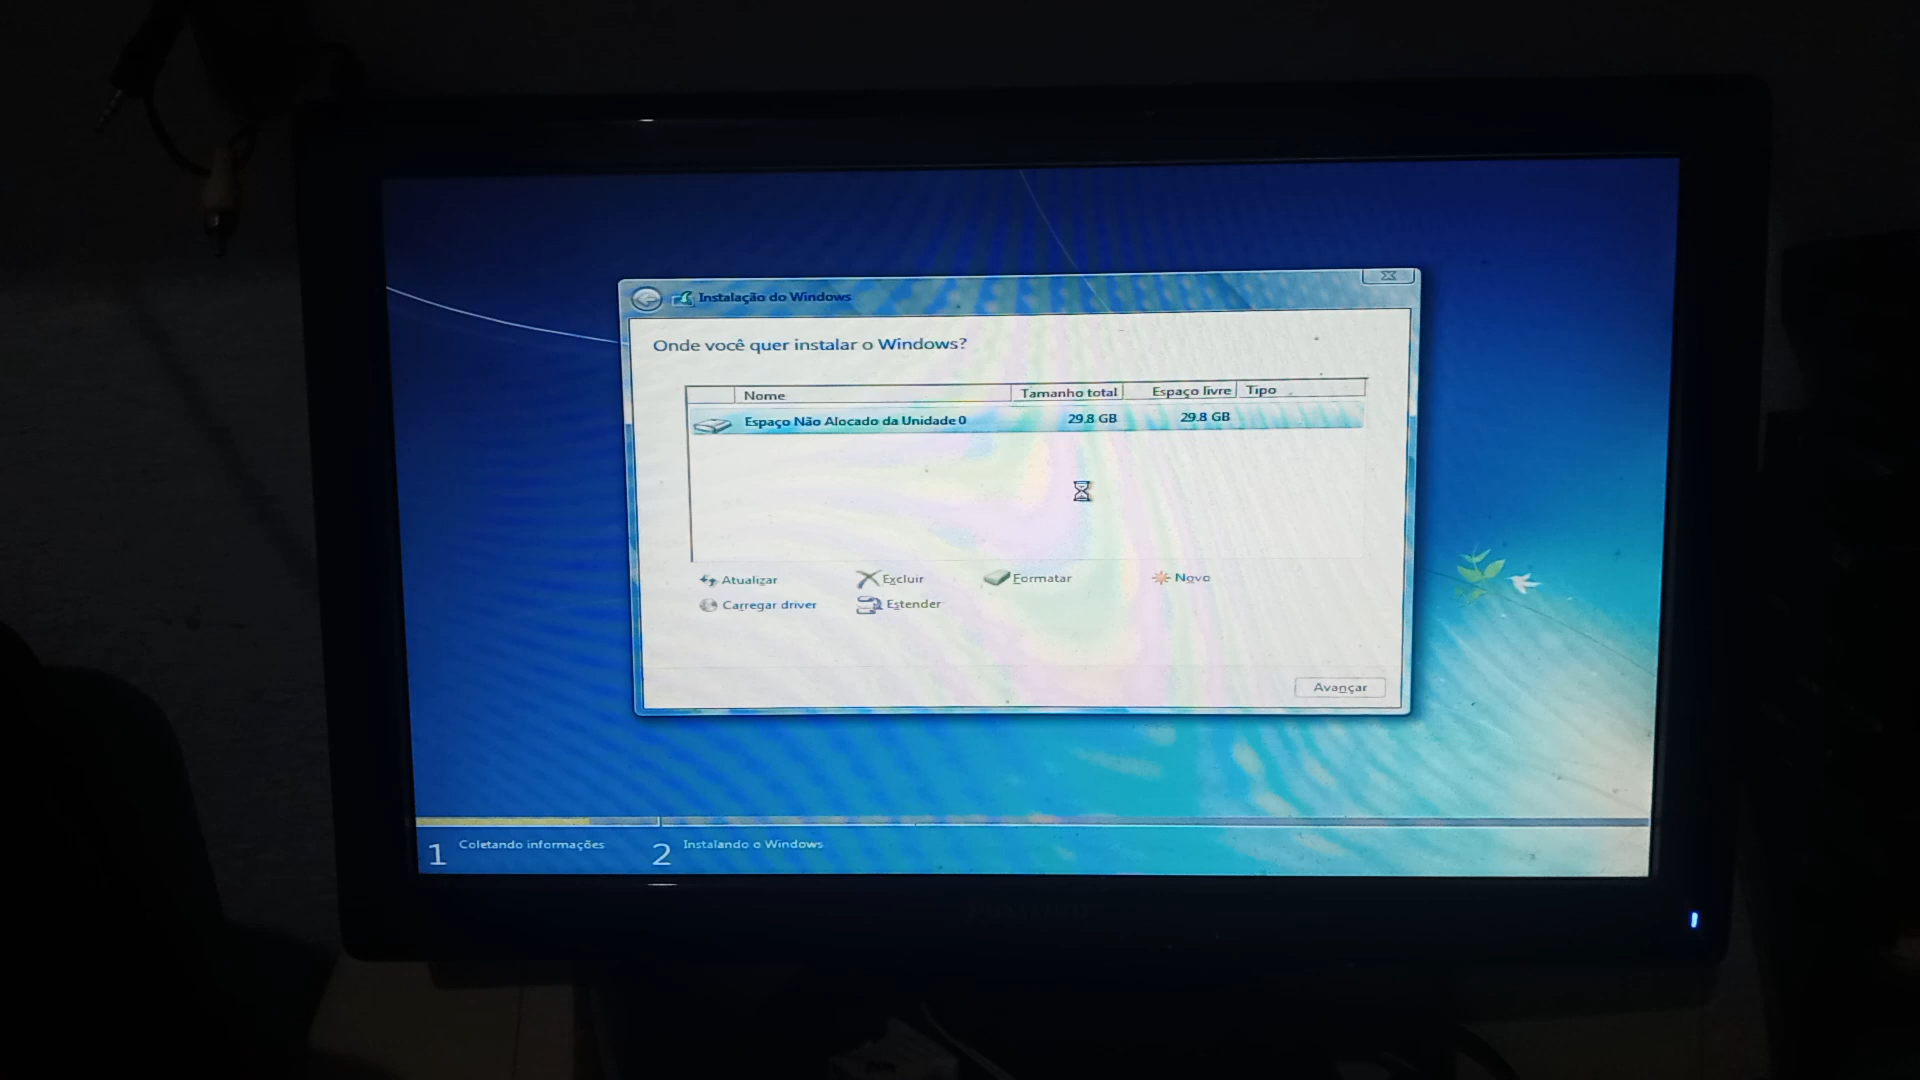 Instalação do Windows
Onde você quer instalar o Windows?
Nome Tamanho total Espaço livre Tipo
Espaço Não Alocado da Unidade 0 29.8 GB 29.8 GB
Atualizar Excluir Formatar Novo
Carregar driver Estender
Avançar
1 Coletando informações 2 Instalando o Windows